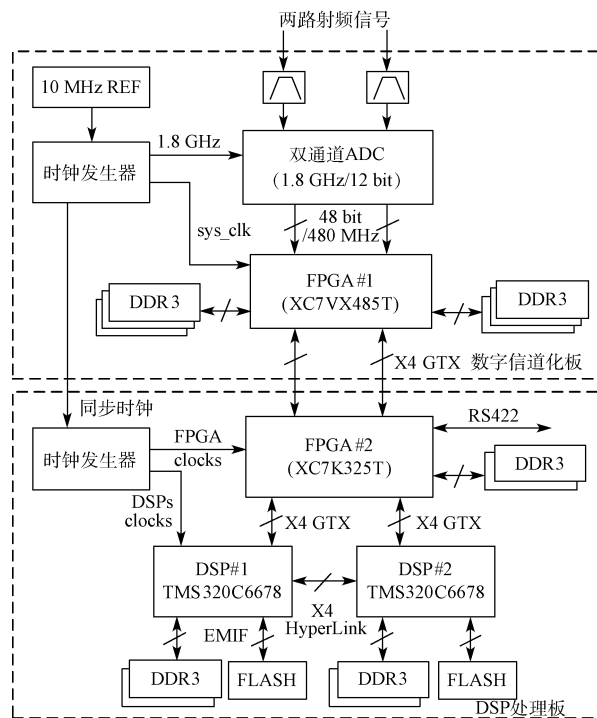 两路射频信号
10 MHz REF
1.8 GHz
时钟发生器
双通道ADC
（1.8 GHz/12 bit）
sys_clk
48 bit
/480 MHz
FPGA#1
(XC7VX485T)
DDR3
DDR3
X4 GTX
数字信道化板
同步时钟
时钟发生器
FPGA
clocks
DSPs
clocks
FPGA#2
(XC7K325T)
RS422
DDR3
X4 GTX
X4 GTX
DSP#1
TMS320C6678
DSP#2
TMS320C6678
X4
HyperLink
EMIF
DDR3
FLASH
DDR3
FLASH
DSP处理板